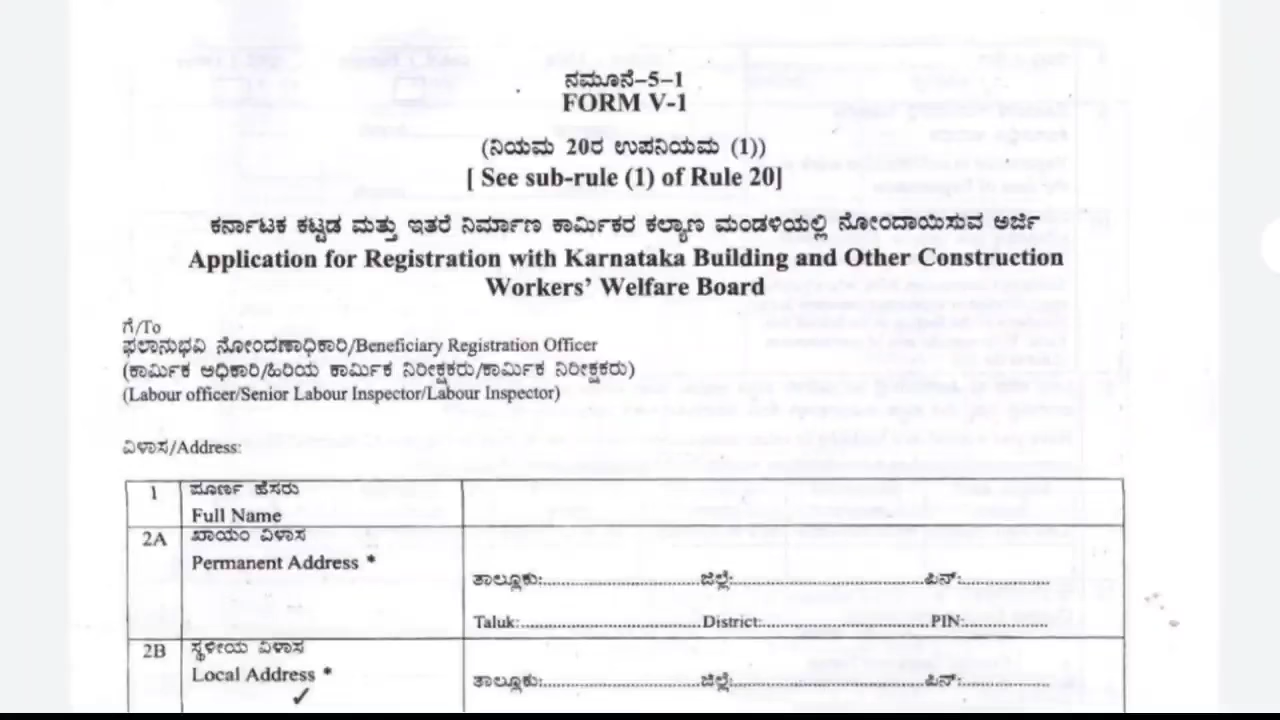 ನಮೂನೆ-5-1
FORM V-1
(ನಿಯಮ 20ರ ಉಪನಿಯಮ (1))
[ See sub-rule (1) of Rule 20]
ಕರ್ನಾಟಕ ಕಟ್ಟಡ ಮತ್ತು ಇತರೆ ನಿರ್ಮಾಣ ಕಾರ್ಮಿಕರ ಕಲ್ಯಾಣ ಮಂಡಳಿಯಲ್ಲಿ ನೋಂದಾಯಿಸುವ ಅರ್ಜಿ
Application for Registration with Karnataka Building and Other Construction
Workers’ Welfare Board
ಗೆ/To
ಫಲಾನುಭವಿ ನೋಂದಣಾಧಿಕಾರಿ/Beneficiary Registration Officer
(ಕಾರ್ಮಿಕ ಅಧಿಕಾರಿ/ಹಿರಿಯ ಕಾರ್ಮಿಕ ನಿರೀಕ್ಷಕರು/ಕಾರ್ಮಿಕ ನಿರೀಕ್ಷಕರು)
(Labour officer/Senior Labour Inspector/Labour Inspector)
ವಿಳಾಸ/Address:
1 ಪೂರ್ಣ ಹೆಸರು
Full Name
2A ಖಾಯಂ ವಿಳಾಸ
Permanent Address *
ತಾಲ್ಲೂಕು:..............................ಜಿಲ್ಲೆ:....................................ಪಿನ್:.................
Taluk:..................................District:................................PIN:................
2B ಸ್ಥಳೀಯ ವಿಳಾಸ
Local Address *
ತಾಲ್ಲೂಕು:..............................ಜಿಲ್ಲೆ:....................................ಪಿನ್:.................